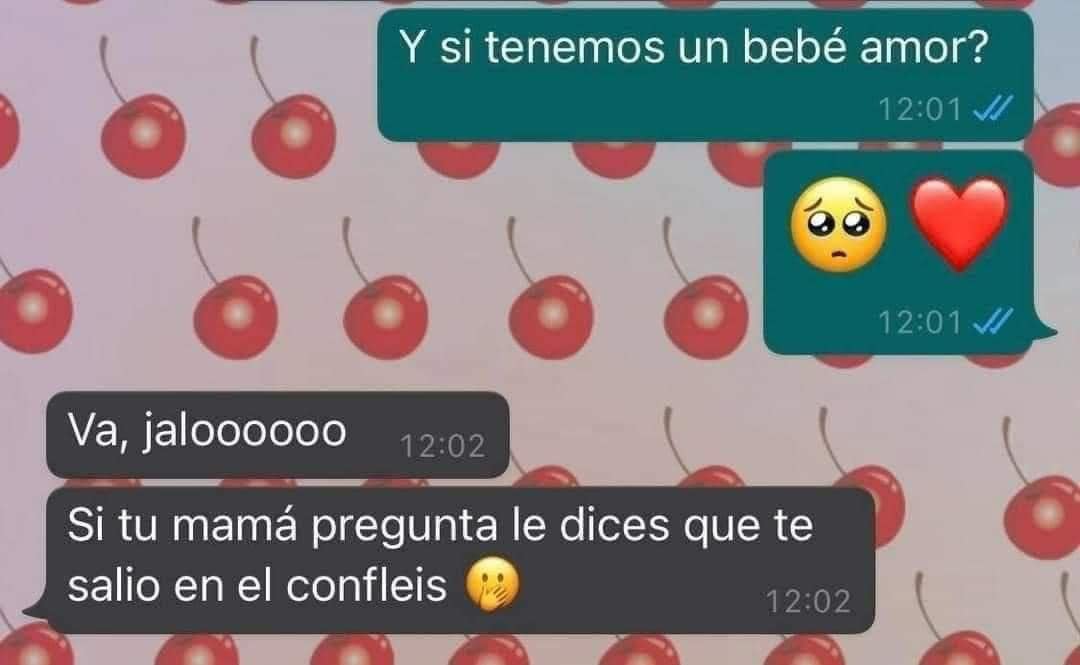 Y si tenemos un bebé amor?
12:01
🥺 ❤️
12:01
Va, jaloooooo
12:02
Si tu mamá pregunta le dices que te
salio en el confleis 🤭
12:02